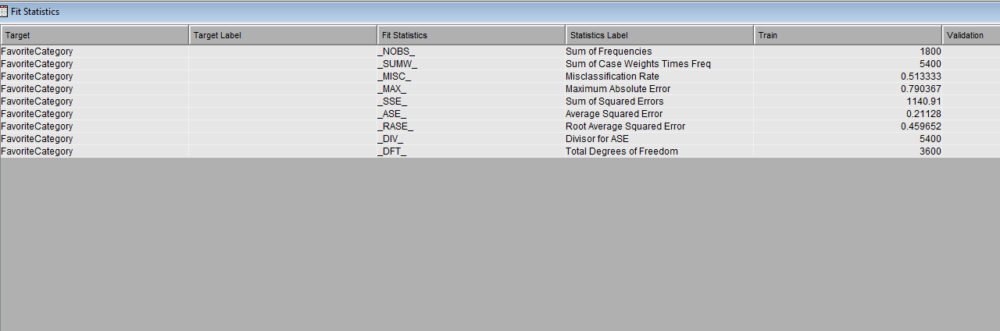 Fit Statistics
Target Target Label Fit Statistics Statistics Label Train Validation
FavoriteCategory _NOBS_ Sum of Frequencies 1800
FavoriteCategory _SUMW_ Sum of Case Weights Times Freq 5400
FavoriteCategory _MISC_ Misclassification Rate 0.513333
FavoriteCategory _MAX_ Maximum Absolute Error 0.790367
FavoriteCategory _SSE_ Sum of Squared Errors 1140.91
FavoriteCategory _ASE_ Average Squared Error 0.21128
FavoriteCategory _RASE_ Root Average Squared Error 0.459652
FavoriteCategory _DIV_ Divisor for ASE 5400
FavoriteCategory _DFT_ Total Degrees of Freedom 3600